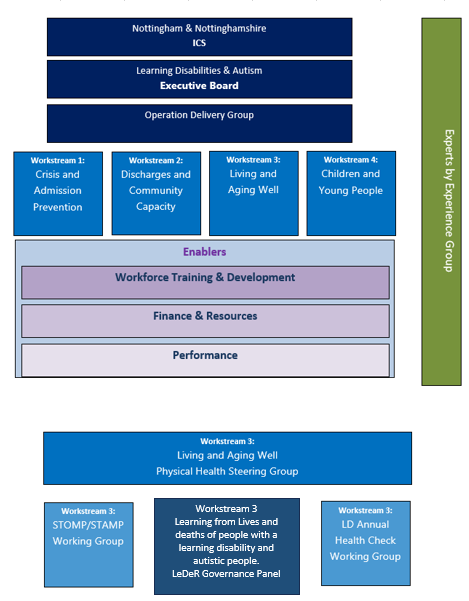 Nottingham & Nottinghamshire
ICS
Learning Disabilities & Autism
Executive Board
Operation Delivery Group
Workstream 1:
Crisis and
Admission
Prevention
Workstream 2:
Discharges and
Community
Capacity
Workstream 3:
Living and
Aging Well
Workstream 4:
Children and
Young People
Experts by Experience Group
Enablers
Workforce Training & Development
Finance & Resources
Performance
Workstream 3:
Living and Aging Well
Physical Health Steering Group
Workstream 3:
STOMP/STAMP
Working Group
Workstream 3
Learning from Lives and
deaths of people with a
learning disability and
autistic people.
LeDeR Governance Panel
Workstream 3:
LD Annual
Health Check
Working Group